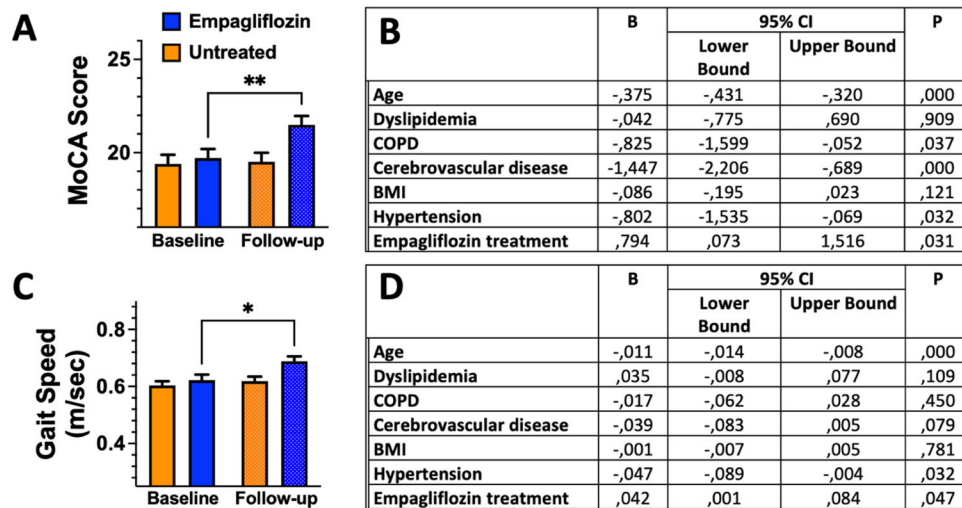 A
Empagliflozin
Untreated
MoCA Score
25
20
**
Baseline Follow-up
B
B 95% CI P
Lower Bound Upper Bound
Age -,375 -,431 -,320 ,000
Dyslipidemia -,042 -,775 ,690 ,909
COPD -,825 -1,599 -,052 ,037
Cerebrovascular disease -1,447 -2,206 -,689 ,000
BMI -,086 -,195 ,023 ,121
Hypertension -,802 -1,535 -,069 ,032
Empagliflozin treatment ,794 ,073 1,516 ,031
C
Gait Speed
(m/sec)
0.8
0.6
0.4
*
Baseline Follow-up
D
B 95% CI P
Lower Bound Upper Bound
Age -,011 -,014 -,008 ,000
Dyslipidemia ,035 -,008 ,077 ,109
COPD -,017 -,062 ,028 ,450
Cerebrovascular disease -,039 -,083 ,005 ,079
BMI -,001 -,007 ,005 ,781
Hypertension -,047 -,089 -,004 ,032
Empagliflozin treatment ,042 ,001 ,084 ,047